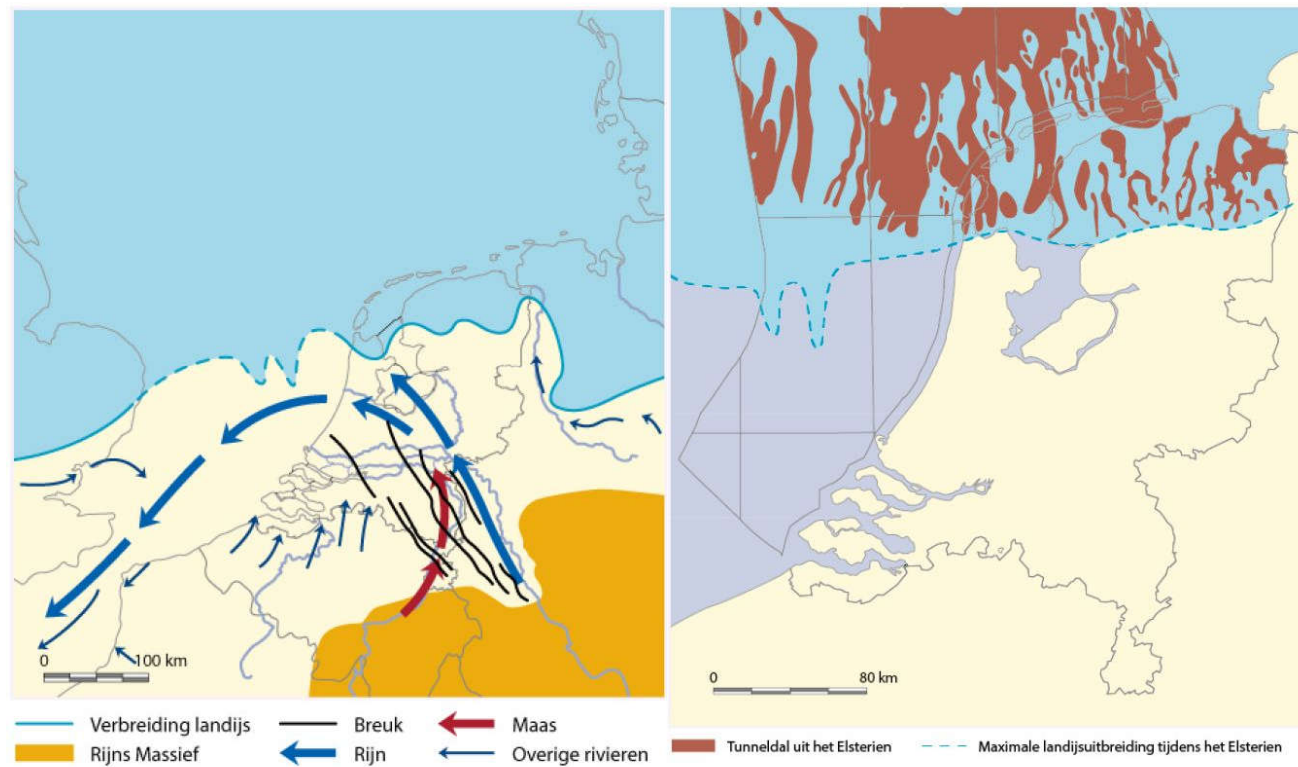 0 100 km
Verbreiding landijs Breuk Maas
Rijns Massief Rijn Overige rivieren
0 80 km
Tunneldal uit het Elsterien Maximale landijsuitbreiding tijdens het Elsterien